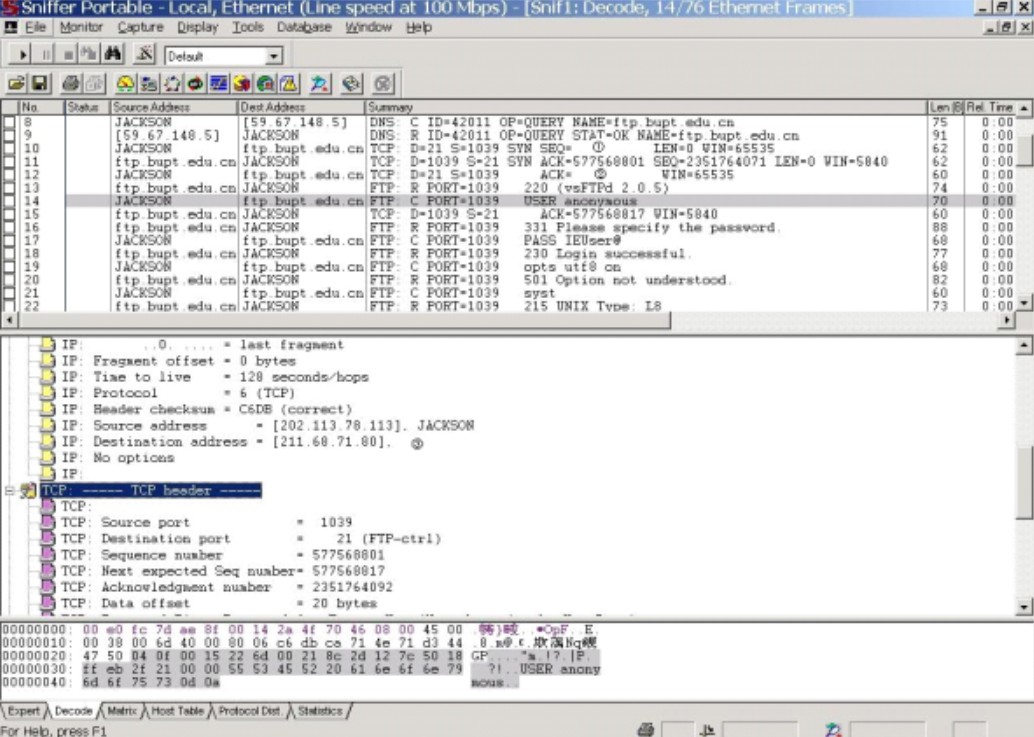 Sniffer Portable - Local, Ethernet (Line speed at 100 Mbps) - [Snif1: Decode, 14/76 Ethernet Frames]
File Monitor Capture Display Tools Database Window Help
Default
No. Status Source Address Dest Address Summary Len [B] Rel. Time
8 JACKSON [59.67.148.5] DNS: C ID=42011 OP=QUERY NAME=ftp.bupt.edu.cn 75 0:00
9 [59.67.148.5] JACKSON DNS: R ID=42011 OP=QUERY STAT=OK NAME=ftp.bupt.edu.cn 91 0:00
10 JACKSON ftp.bupt.edu.cn TCP: D=21 S=1039 SYN SEQ= ① LEN=0 WIN=65535 62 0:00
11 ftp.bupt.edu.cn JACKSON TCP: D=1039 S=21 SYN ACK=577568801 SEQ=2351764071 LEN=0 WIN=5840 62 0:00
12 JACKSON ftp.bupt.edu.cn TCP: D=21 S=1039 ACK= ② WIN=65535 60 0:00
13 ftp.bupt.edu.cn JACKSON FTP: R PORT=1039 220 (vsFTPd 2.0.5) 74 0:00
14 JACKSON ftp.bupt.edu.cn FTP: C PORT=1039 USER anonymous 70 0:00
15 ftp.bupt.edu.cn JACKSON TCP: D=1039 S=21 ACK=577568817 WIN=5840 60 0:00
16 ftp.bupt.edu.cn JACKSON FTP: R PORT=1039 331 Please specify the password. 88 0:00
17 JACKSON ftp.bupt.edu.cn FTP: C PORT=1039 PASS IEUser@ 68 0:00
18 ftp.bupt.edu.cn JACKSON FTP: R PORT=1039 230 Login successful. 77 0:00
19 JACKSON ftp.bupt.edu.cn FTP: C PORT=1039 opts utf8 on 68 0:00
20 ftp.bupt.edu.cn JACKSON FTP: R PORT=1039 501 Option not understood. 82 0:00
21 JACKSON ftp.bupt.edu.cn FTP: C PORT=1039 syst 60 0:00
22 ftp.bupt.edu.cn JACKSON FTP: R PORT=1039 215 UNIX Type: L8 73 0:00
IP: ..0. .... = last fragment
IP: Fragment offset = 0 bytes
IP: Time to live = 128 seconds/hops
IP: Protocol = 6 (TCP)
IP: Header checksum = C6DB (correct)
IP: Source address = [202.113.78.113], JACKSON
IP: Destination address = [211.68.71.80], ③
IP: No options
IP:
TCP: ----- TCP header -----
TCP:
TCP: Source port = 1039
TCP: Destination port = 21 (FTP-ctrl)
TCP: Sequence number = 577568801
TCP: Next expected Seq number= 577568817
TCP: Acknowledgment number = 2351764092
TCP: Data offset = 20 bytes
00000000: 00 e0 fc 7d ae 8f 00 14 2a 4f 70 46 08 00 45 00
00000010: 00 38 00 6d 40 00 80 06 c6 db ca 71 4e 71 d3 44
00000020: 47 50 04 0f 00 15 22 6d 00 21 8c 2d 12 7c 50 18
00000030: ff eb 2f 21 00 00 55 53 45 52 20 61 6e 6f 6e 79 ?!..USER anony
00000040: 6d 6f 75 73 0d 0a mous..
Expert Decode Matrix Host Table Protocol Dist. Statistics
For Help, press F1